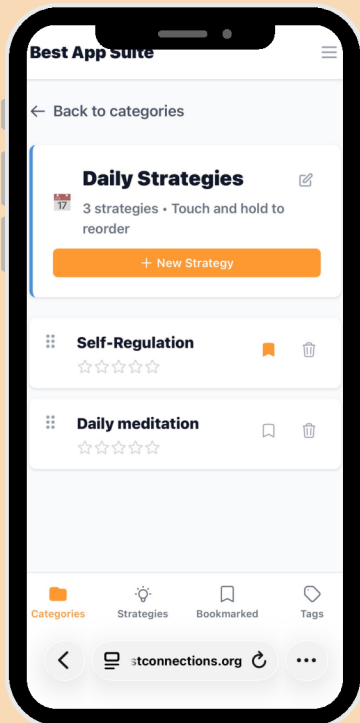 Best App Suite
← Back to categories
Daily Strategies
17
3 strategies • Touch and hold to
reorder
+ New Strategy
Self-Regulation
Daily meditation
Categories
Strategies
Bookmarked
Tags
stconnections.org